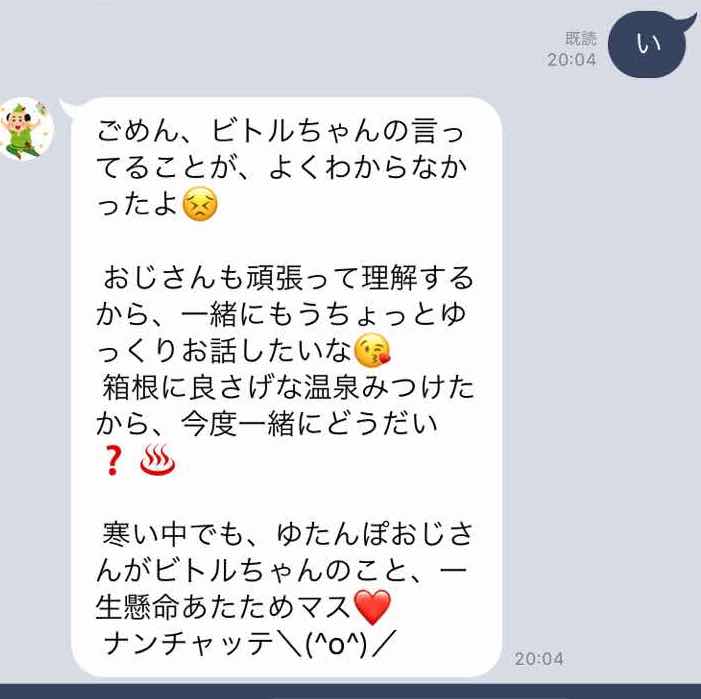 既読
20:04
い
ごめん、ビトルちゃんの言っ
てることが、よくわからなか
ったよ😣
おじさんも頑張って理解する
から、一緒にもうちょっとゆ
っくりお話したいな😘
箱根に良さげな温泉みつけた
から、今度一緒にどうだい
❓♨️
寒い中でも、ゆたんぽおじさ
んがビトルちゃんのこと、一
生懸命あたためマス❤️
ナンチャッテ＼(^o^)／
20:04